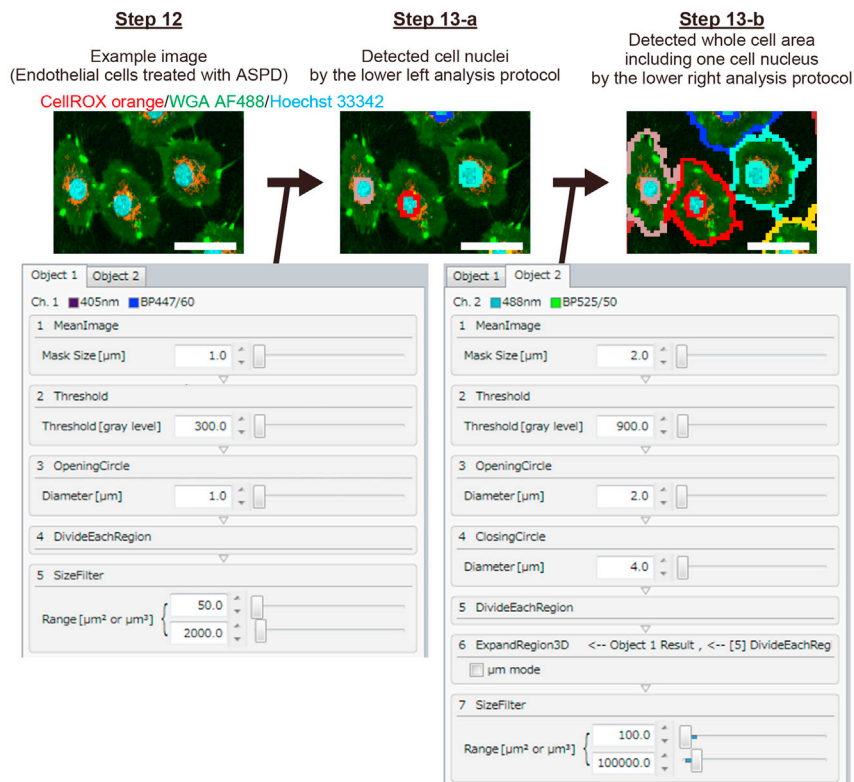 Step 12
Example image
(Endothelial cells treated with ASPD)
Step 13-a
Detected cell nuclei
by the lower left analysis protocol
Step 13-b
Detected whole cell area
including one cell nucleus
by the lower right analysis protocol
CellROX orange/WGA AF488/Hoechst 33342
Object 1 Object 2
Ch. 1 405nm BP447/60
1 MeanImage
Mask Size[µm] 1.0
2 Threshold
Threshold[gray level] 300.0
3 OpeningCircle
Diameter[µm] 1.0
4 DivideEachRegion
5 SizeFilter
Range[µm² or µm³] { 50.0
2000.0
Object 1 Object 2
Ch. 2 488nm BP525/50
1 MeanImage
Mask Size[µm] 2.0
2 Threshold
Threshold[gray level] 900.0
3 OpeningCircle
Diameter[µm] 2.0
4 ClosingCircle
Diameter[µm] 4.0
5 DivideEachRegion
6 ExpandRegion3D <-- Object 1 Result , <-- [5] DivideEachReg
µm mode
7 SizeFilter
Range[µm² or µm³] { 100.0
100000.0